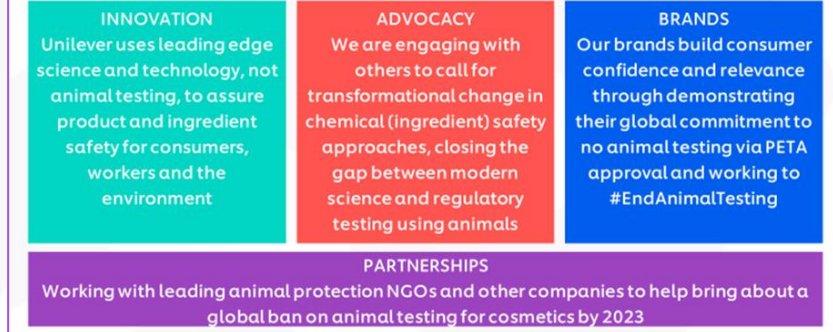 INNOVATION
Unilever uses leading edge
science and technology, not
animal testing, to assure
product and ingredient
safety for consumers,
workers and the
environment
ADVOCACY
We are engaging with
others to call for
transformational change in
chemical (ingredient) safety
approaches, closing the
gap between modern
science and regulatory
testing using animals
BRANDS
Our brands build consumer
confidence and relevance
through demonstrating
their global commitment to
no animal testing via PETA
approval and working to
#EndAnimalTesting
PARTNERSHIPS
Working with leading animal protection NGOs and other companies to help bring about a
global ban on animal testing for cosmetics by 2023